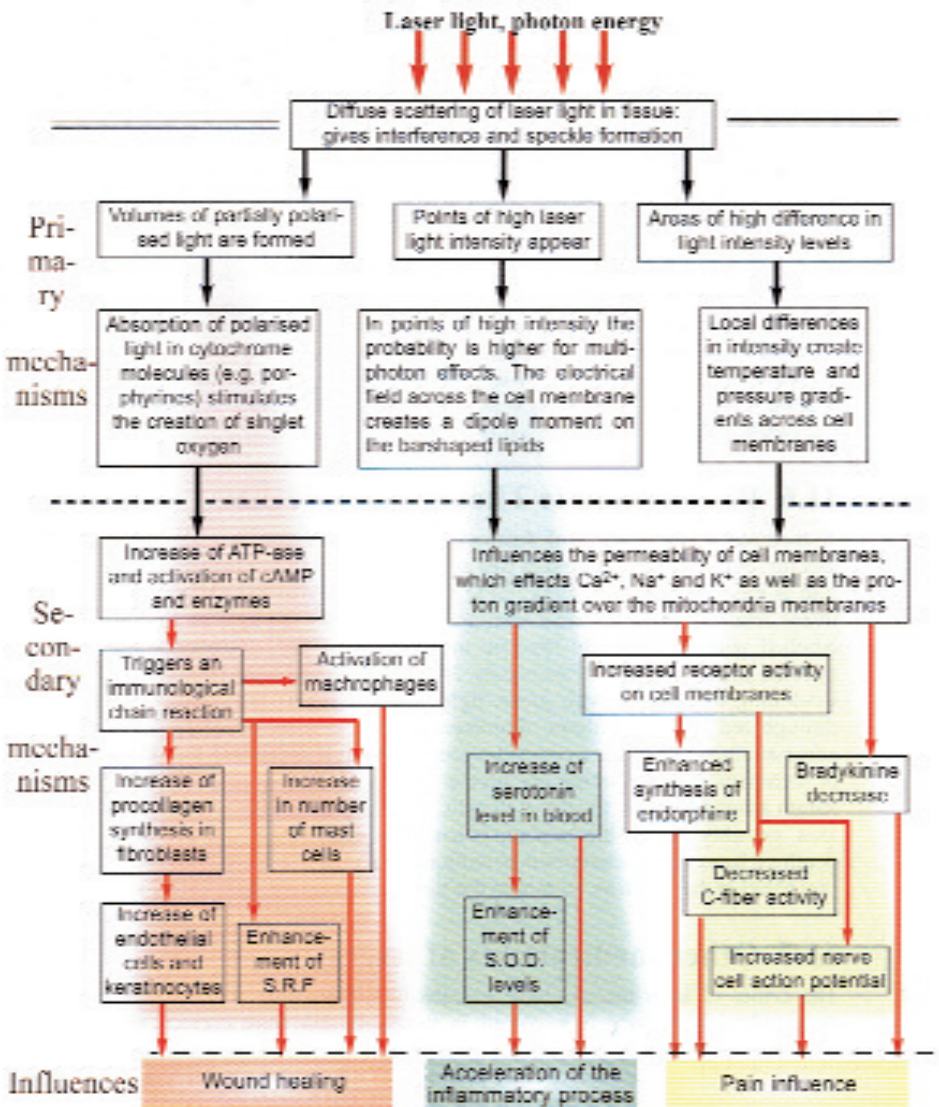 Laser light, photon energy
Diffuse scattering of laser light in tissue:
gives interference and speckle formation
Pri-
ma-
ry
mecha-
nisms
Volumes of partially polari-
sed light are formed
Points of high laser
light intensity appear
Areas of high difference in
light intensity levels
Absorption of polarised
light in cytochrome
molecules (e.g. por-
phyrines) stimulates
the creation of singlet
oxygen
In points of high intensity the
probability is higher for multi-
photon effects. The electrical
field across the cell membrane
creates a dipole moment on
the barshaped lipids
Local differences
in intensity create
temperature and
pressure gradi-
ents across cell
membranes
Se-
con-
dary
mecha-
nisms
Increase of ATP-ase
and activation of cAMP
and enzymes
Influences the permeability of cell membranes,
which effects Ca²⁺, Na⁺ and K⁺ as well as the pro-
ton gradient over the mitochondria membranes
Triggers an
immunological
chain reaction
Activation of
machrophages
Increased receptor activity
on cell membranes
Increase of
procollagen
synthesis in
fibroblasts
Increase
in number
of mast
cells
Increase of
serotonin
level in blood
Enhanced
synthesis of
endorphine
Bradykinine
decrease
Decreased
C-fiber activity
Increase of
endothelial
cells and
keratinocytes
Enhance-
ment of
S.R.F
Enhance-
ment of
S.O.D.
levels
Increased nerve
cell action potential
Influences
Wound healing
Acceleration of the
inflammatory process
Pain influence